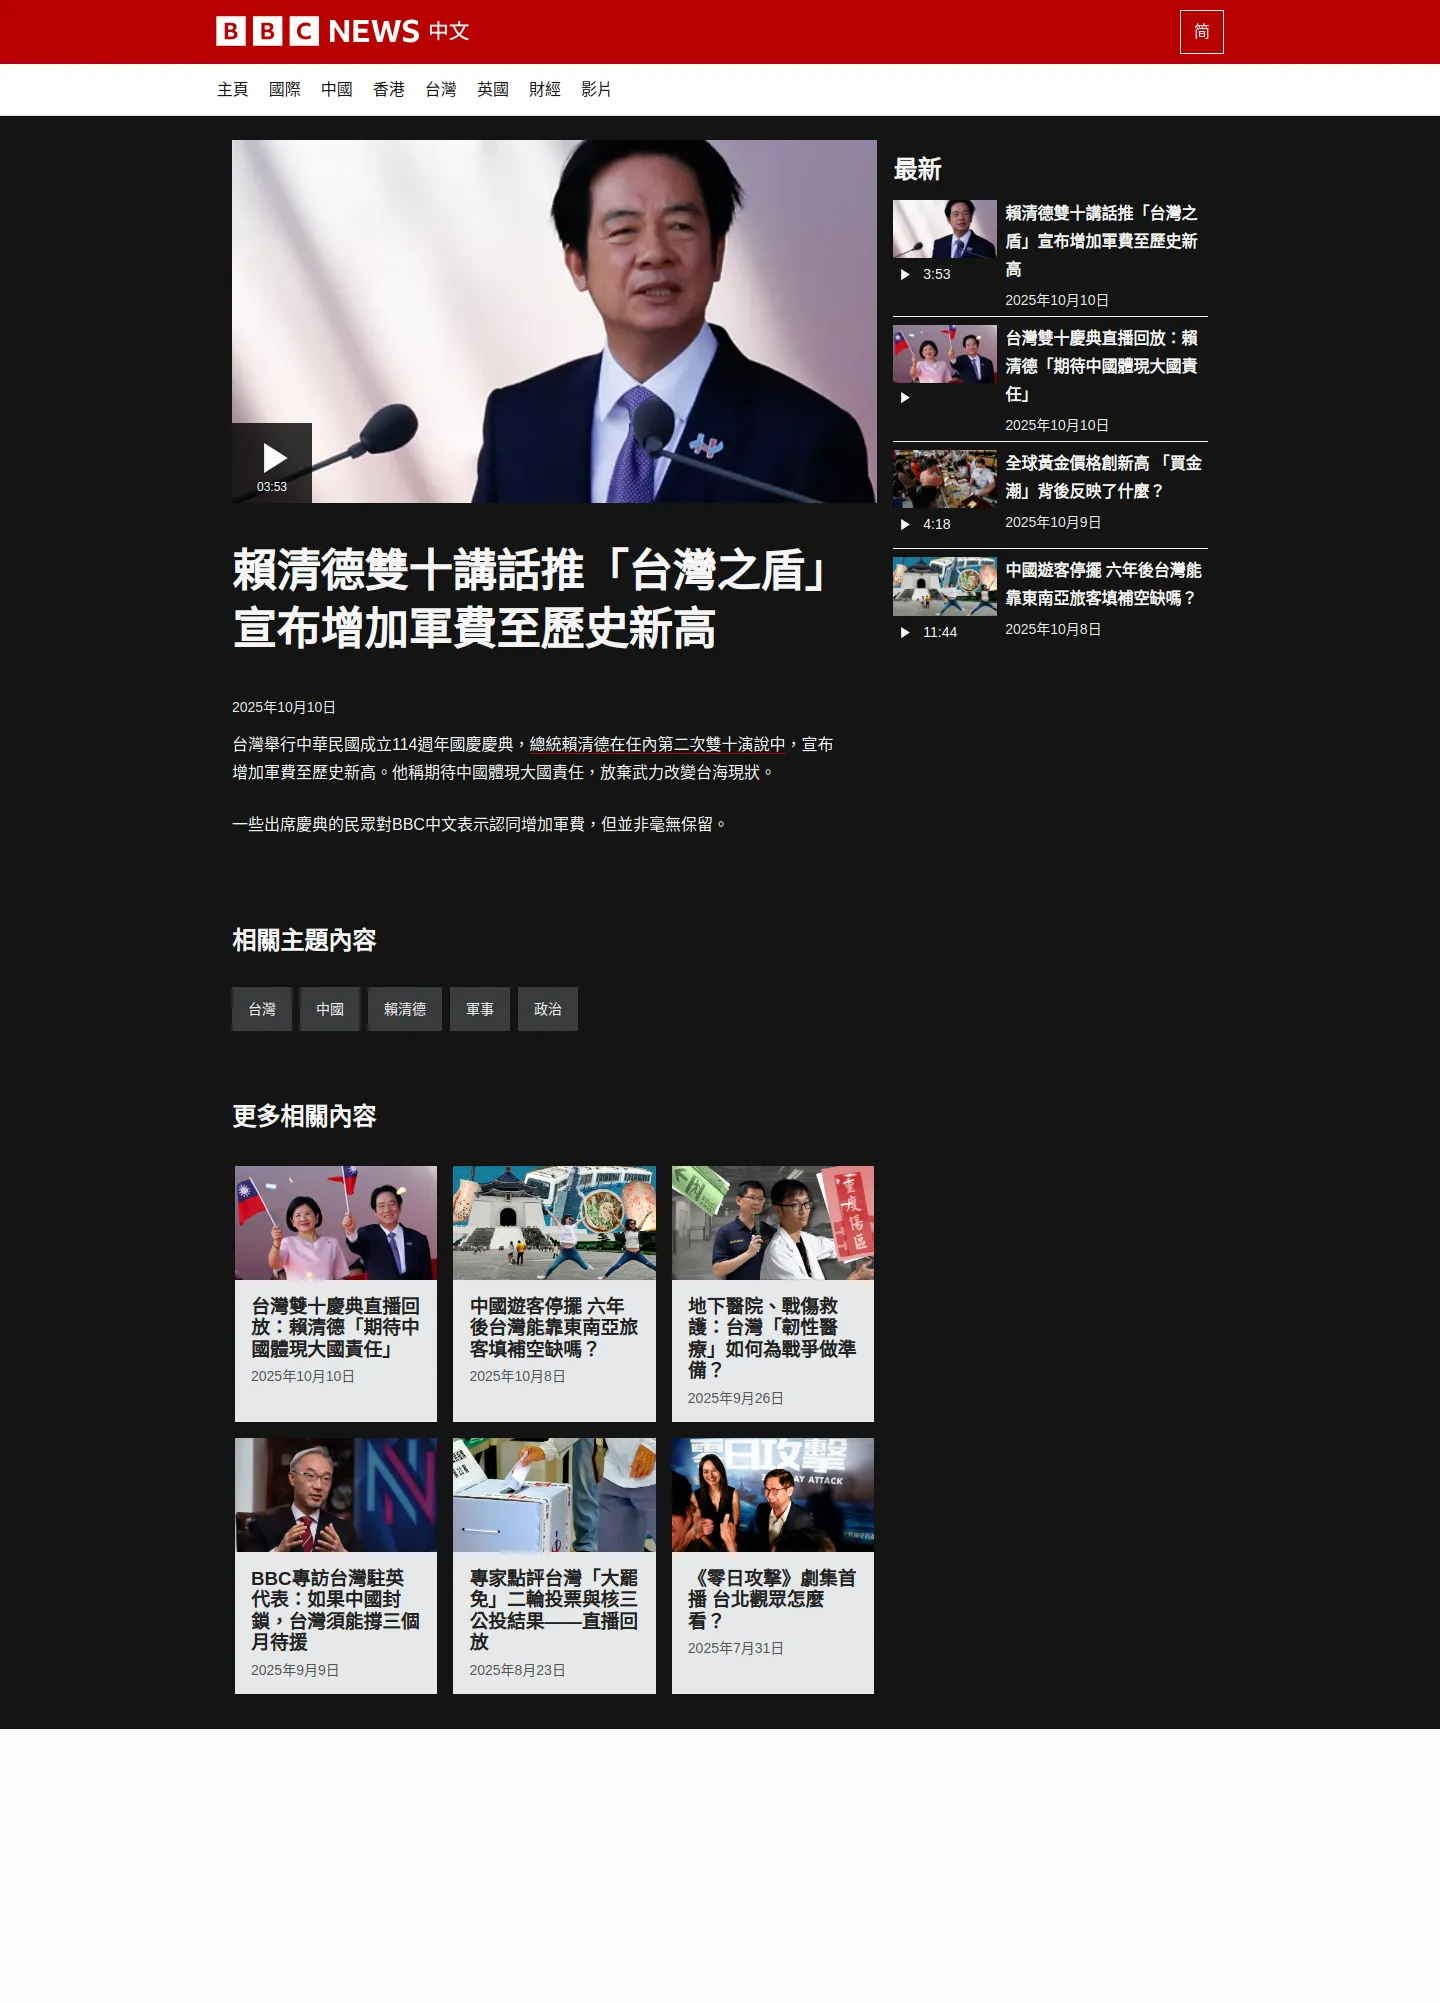 BBC NEWS 中文
简
主頁 國際 中國 香港 台灣 英國 財經 影片
03:53
賴清德雙十講話推「台灣之盾」
宣布增加軍費至歷史新高
2025年10月10日
台灣舉行中華民國成立114週年國慶慶典，總統賴清德在任內第二次雙十演說中，宣布
增加軍費至歷史新高。他稱期待中國體現大國責任，放棄武力改變台海現狀。
一些出席慶典的民眾對BBC中文表示認同增加軍費，但並非毫無保留。
最新
賴清德雙十講話推「台灣之
盾」宣布增加軍費至歷史新
高
3:53
2025年10月10日
台灣雙十慶典直播回放：賴
清德「期待中國體現大國責
任」
2025年10月10日
全球黃金價格創新高 「買金
潮」背後反映了什麼？
4:18
2025年10月9日
中國遊客停擺 六年後台灣能
靠東南亞旅客填補空缺嗎？
11:44
2025年10月8日
相關主題內容
台灣 中國 賴清德 軍事 政治
更多相關內容
台灣雙十慶典直播回
放：賴清德「期待中
國體現大國責任」
2025年10月10日
中國遊客停擺 六年
後台灣能靠東南亞旅
客填補空缺嗎？
2025年10月8日
重度傷區
地下醫院、戰傷救
護：台灣「韌性醫
療」如何為戰爭做準
備？
2025年9月26日
BBC專訪台灣駐英
代表：如果中國封
鎖，台灣須能撐三個
月待援
2025年9月9日
專家點評台灣「大罷
免」二輪投票與核三
公投結果——直播回
放
2025年8月23日
零日攻擊
ATTACK
《零日攻擊》劇集首
播 台北觀眾怎麼
看？
2025年7月31日